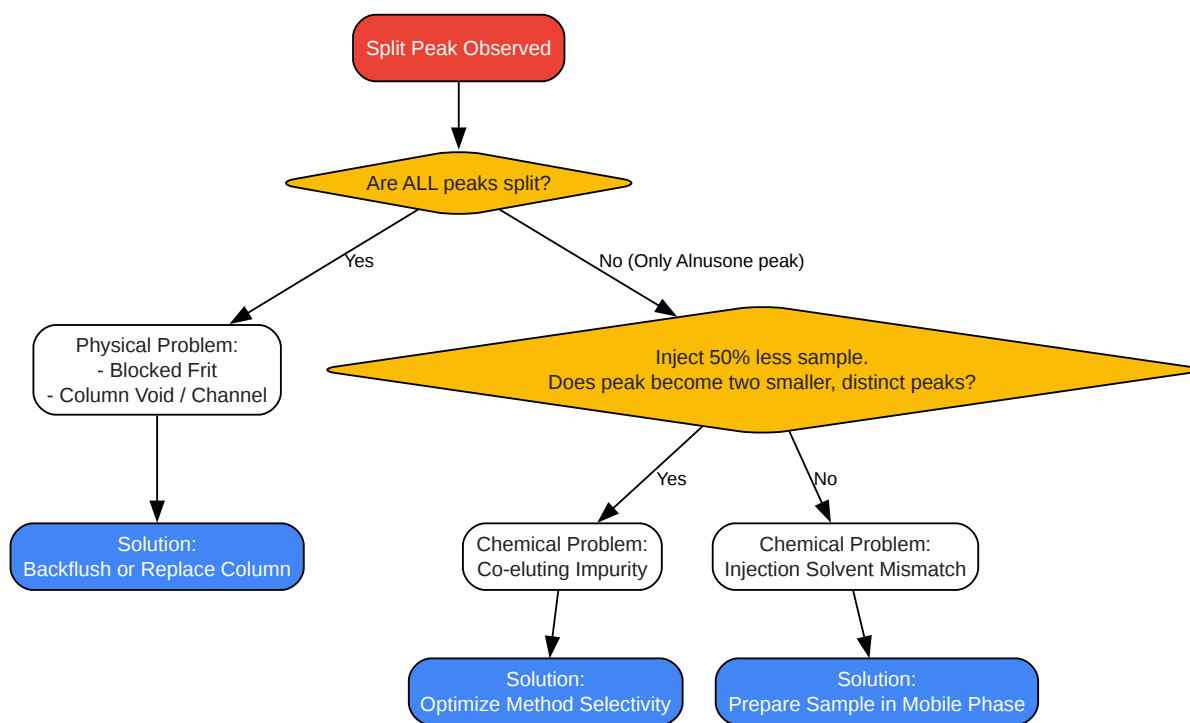 Split Peak Observed
Are ALL peaks split?
Yes
No (Only Alnusone peak)
Physical Problem:
- Blocked Frit
- Column Void / Channel
Inject 50% less sample.
Does peak become two smaller, distinct peaks?
Yes
No
Solution:
Backflush or Replace Column
Chemical Problem:
Co-eluting Impurity
Chemical Problem:
Injection Solvent Mismatch
Solution:
Optimize Method Selectivity
Solution:
Prepare Sample in Mobile Phase